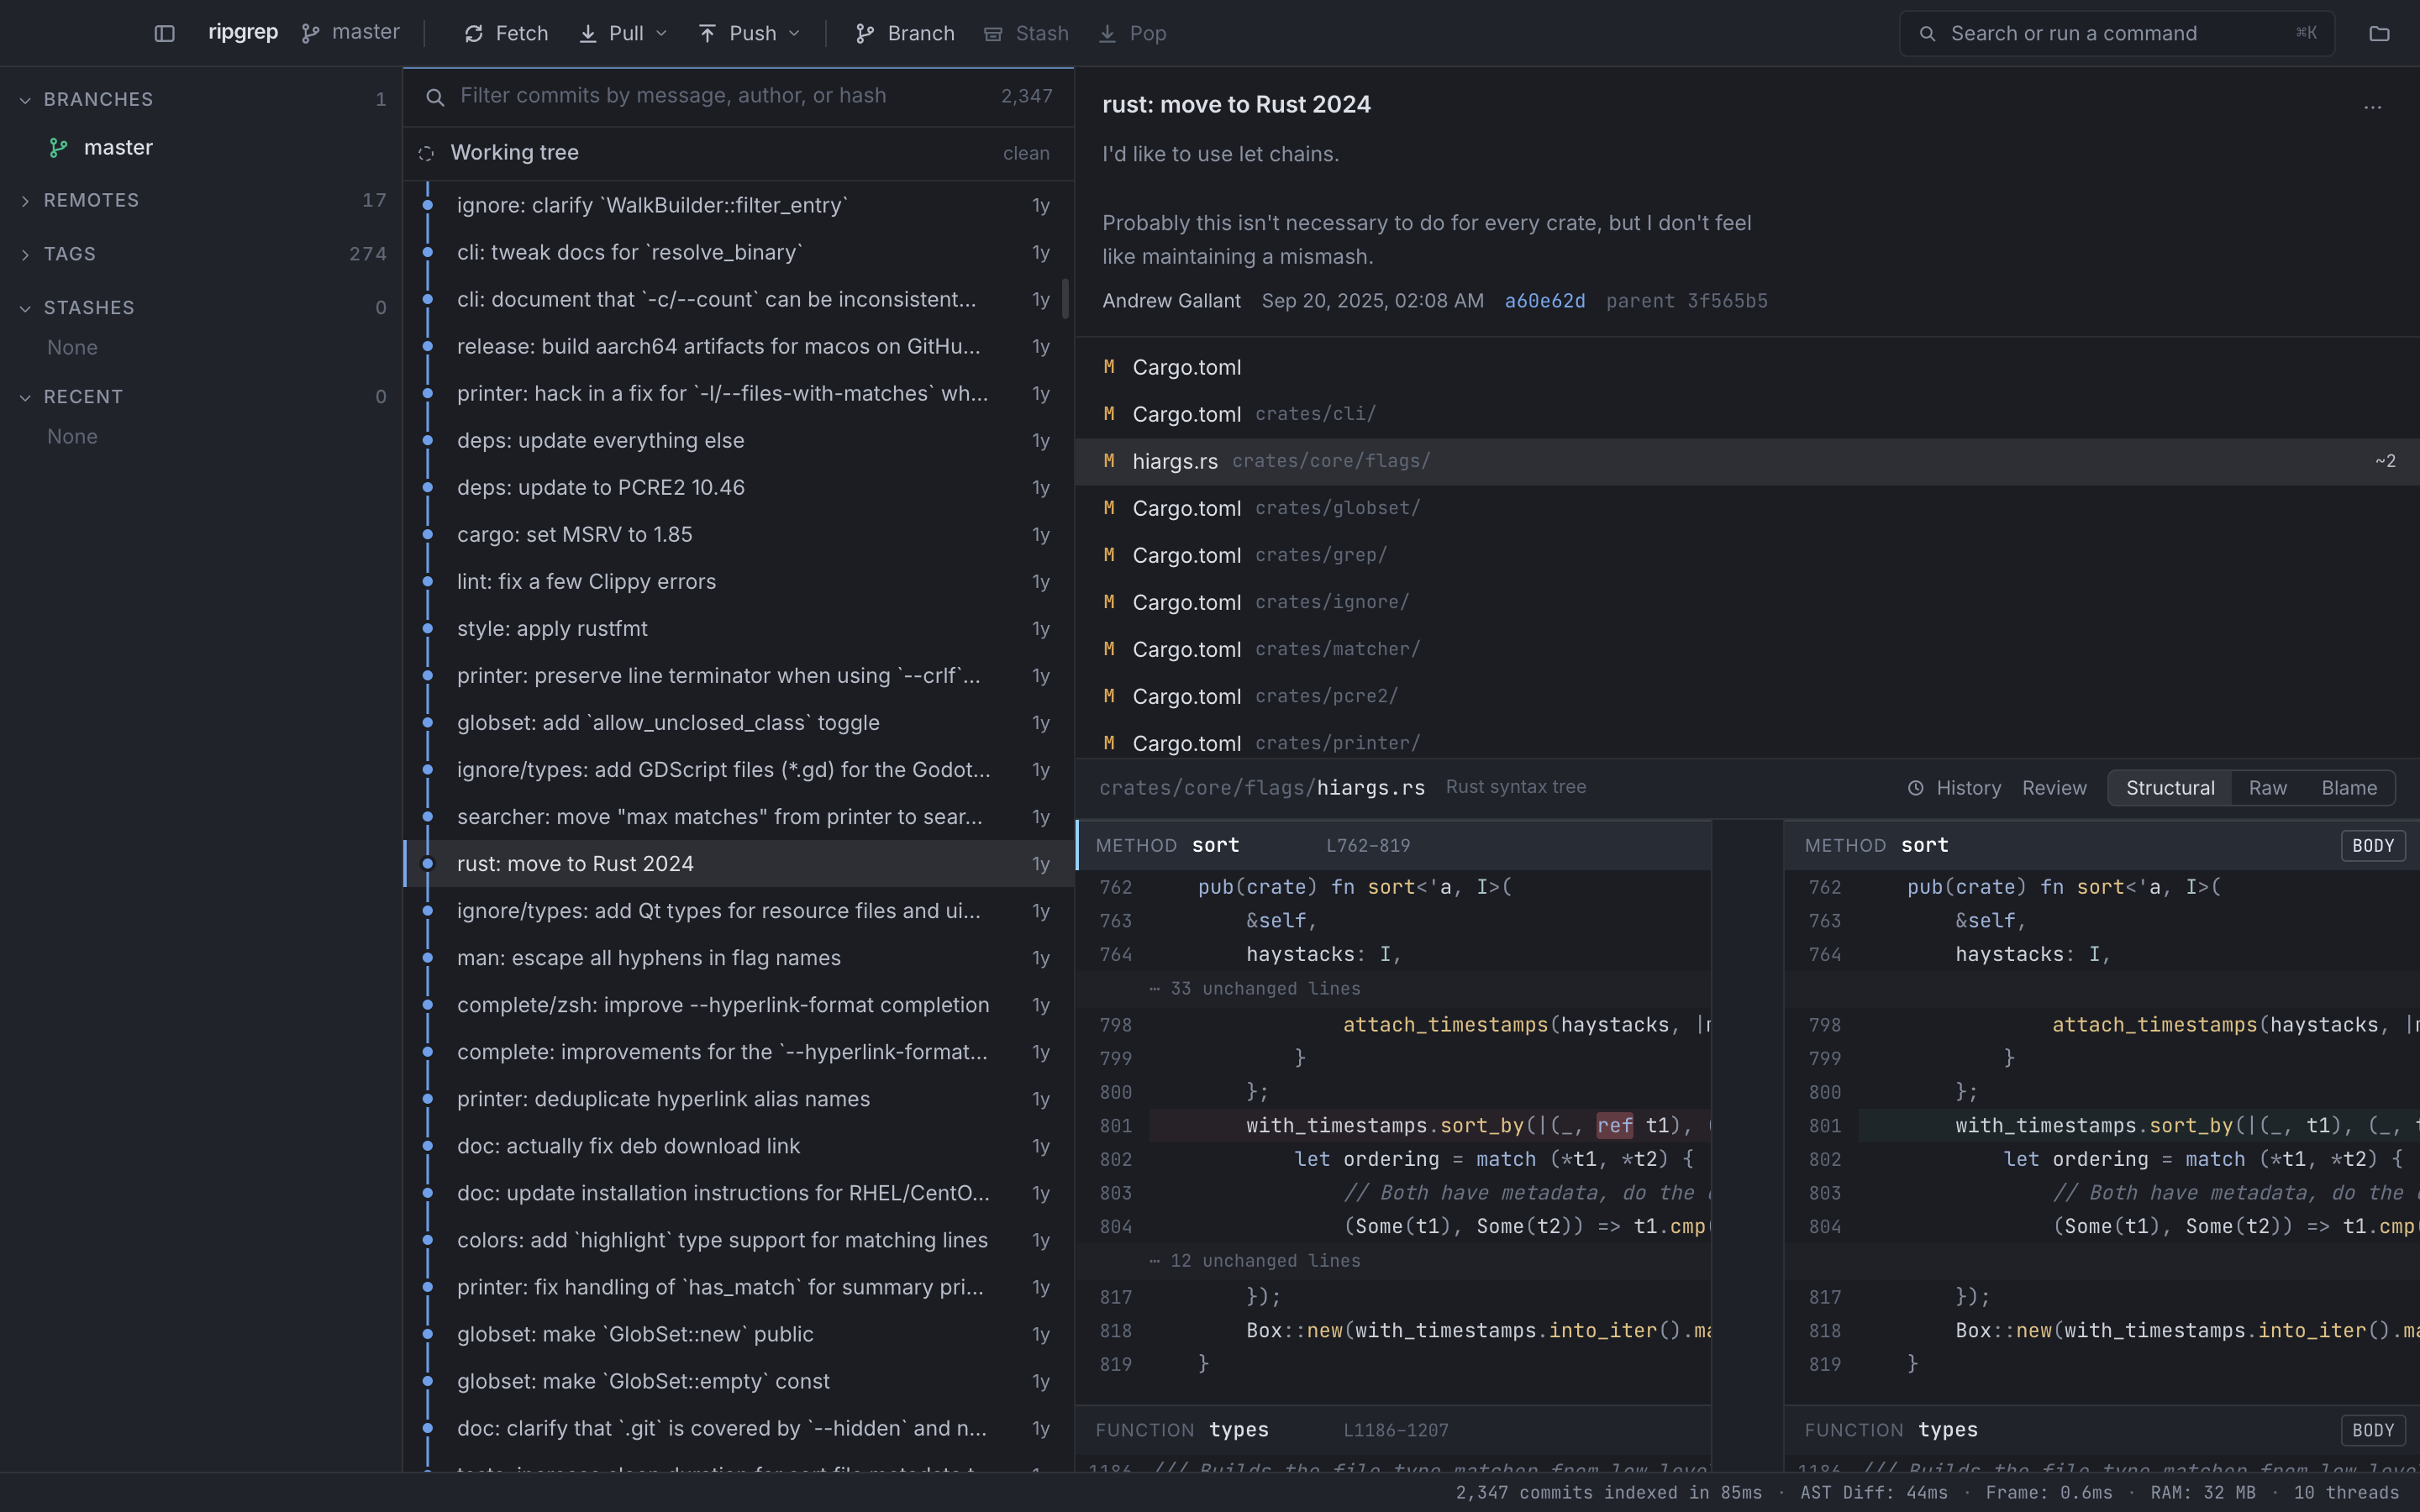 ripgrep master Fetch Pull Push Branch Stash Pop Search or run a command ⌘K
BRANCHES 1
master
REMOTES 17
TAGS 274
STASHES 0
None
RECENT 0
None
Filter commits by message, author, or hash 2,347
Working tree clean
ignore: clarify `WalkBuilder::filter_entry` 1y
cli: tweak docs for `resolve_binary` 1y
cli: document that `-c/--count` can be inconsistent... 1y
release: build aarch64 artifacts for macos on GitHu... 1y
printer: hack in a fix for `-l/--files-with-matches` wh... 1y
deps: update everything else 1y
deps: update to PCRE2 10.46 1y
cargo: set MSRV to 1.85 1y
lint: fix a few Clippy errors 1y
style: apply rustfmt 1y
printer: preserve line terminator when using `--crlf`... 1y
globset: add `allow_unclosed_class` toggle 1y
ignore/types: add GDScript files (*.gd) for the Godot... 1y
searcher: move "max matches" from printer to sear... 1y
rust: move to Rust 2024 1y
ignore/types: add Qt types for resource files and ui... 1y
man: escape all hyphens in flag names 1y
complete/zsh: improve --hyperlink-format completion 1y
complete: improvements for the `--hyperlink-format... 1y
printer: deduplicate hyperlink alias names 1y
doc: actually fix deb download link 1y
doc: update installation instructions for RHEL/CentO... 1y
colors: add `highlight` type support for matching lines 1y
printer: fix handling of `has_match` for summary pri... 1y
globset: make `GlobSet::new` public 1y
globset: make `GlobSet::empty` const 1y
doc: clarify that `.git` is covered by `--hidden` and n... 1y
rust: move to Rust 2024 ...
I'd like to use let chains.
Probably this isn't necessary to do for every crate, but I don't feel
like maintaining a mismash.
Andrew Gallant Sep 20, 2025, 02:08 AM a60e62d parent 3f565b5
M Cargo.toml
M Cargo.toml crates/cli/
M hiargs.rs crates/core/flags/ ~2
M Cargo.toml crates/globset/
M Cargo.toml crates/grep/
M Cargo.toml crates/ignore/
M Cargo.toml crates/matcher/
M Cargo.toml crates/pcre2/
M Cargo.toml crates/printer/
crates/core/flags/hiargs.rs Rust syntax tree History Review Structural Raw Blame
METHOD sort L762–819
762 pub(crate) fn sort<'a, I>(
763 &self,
764 haystacks: I,
⋯ 33 unchanged lines
798 attach_timestamps(haystacks, |
799 }
800 };
801 with_timestamps.sort_by(|(_, ref t1), (
802 let ordering = match (*t1, *t2) {
803 // Both have metadata, do the
804 (Some(t1), Some(t2)) => t1.cmp(
⋯ 12 unchanged lines
817 });
818 Box::new(with_timestamps.into_iter().ma
819 }
FUNCTION types L1186–1207
1186 /// Builds the file type matcher from low leve
METHOD sort BODY
762 pub(crate) fn sort<'a, I>(
763 &self,
764 haystacks: I,
798 attach_timestamps(haystacks, |
799 }
800 };
801 with_timestamps.sort_by(|(_, t1), (_,
802 let ordering = match (*t1, *t2) {
803 // Both have metadata, do the
804 (Some(t1), Some(t2)) => t1.cmp(
817 });
818 Box::new(with_timestamps.into_iter().ma
819 }
FUNCTION types BODY
1186 /// Builds the file type matcher from low leve
2,347 commits indexed in 85ms · AST Diff: 44ms · Frame: 0.6ms · RAM: 32 MB · 10 threads